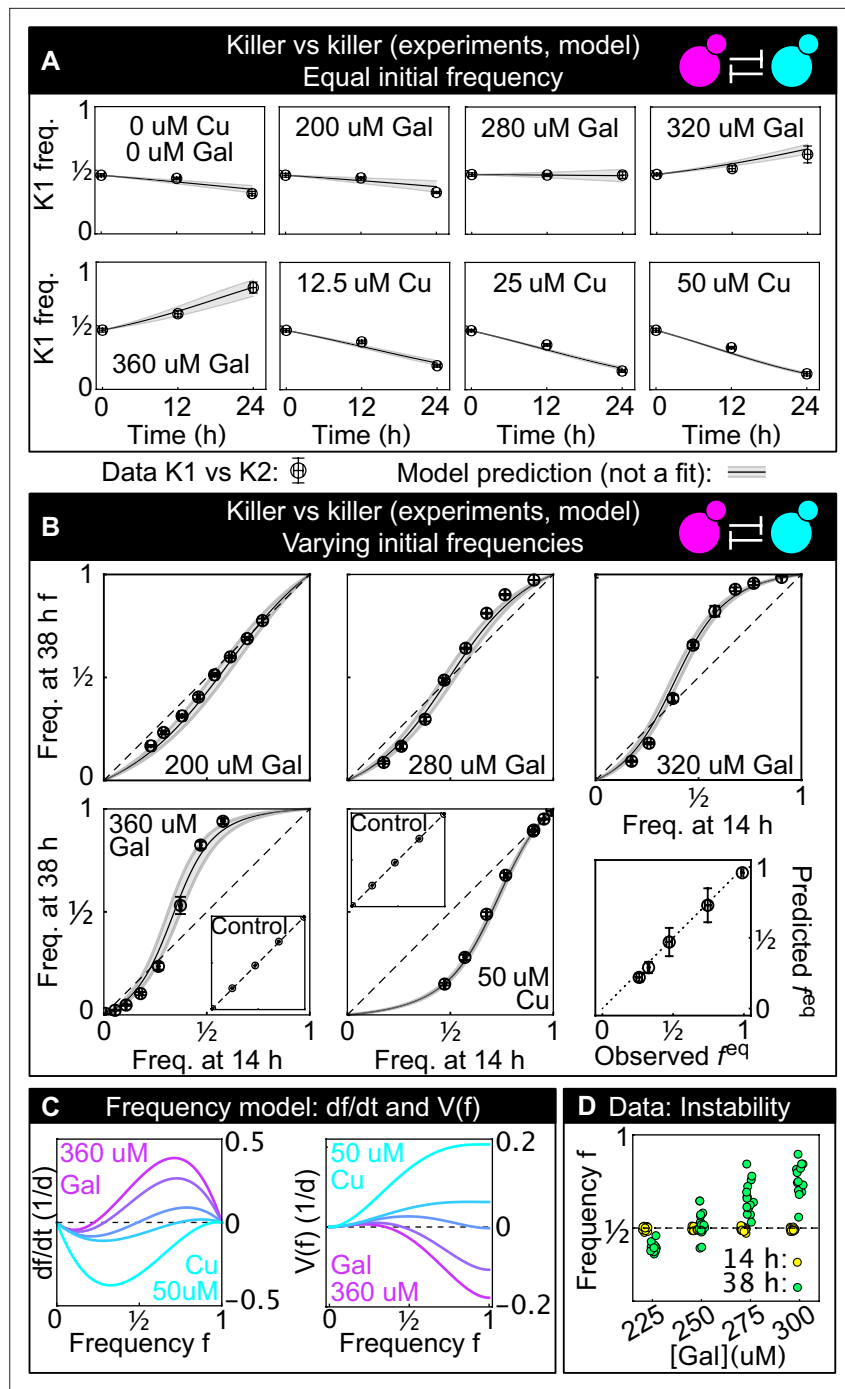 A
Killer vs killer (experiments, model)
Equal initial frequency
K1 freq.
1
½
0
0 uM Cu
0 uM Gal
200 uM Gal
280 uM Gal
320 uM Gal
K1 freq.
1
½
0
360 uM Gal
12.5 uM Cu
25 uM Cu
50 uM Cu
0 12 24
0 12 24
0 12 24
0 12 24
Time (h)
Time (h)
Time (h)
Time (h)
Data K1 vs K2:
Model prediction (not a fit):
B
Killer vs killer (experiments, model)
Varying initial frequencies
Freq. at 38 h f
1
½
0
200 uM Gal
280 uM Gal
320 uM Gal
0 ½ 1
Freq. at 14 h
Freq. at 38 h
1
½
0
360 uM
Gal
Control
0 ½ 1
Freq. at 14 h
Control
50 uM
Cu
½ 1
Freq. at 14 h
1
½
0
Predicted f^eq
0 ½ 1
Observed f^eq
C
Frequency model: df/dt and V(f)
df/dt (1/d)
360 uM
Gal
Cu
50uM
0.5
0
-0.5
0 ½ 1
Frequency f
V(f) (1/d)
50 uM
Cu
Gal
360 uM
0.2
0
-0.2
0 ½ 1
Frequency f
D
Data: Instability
Frequency f
1
½
14 h:
38 h:
225 250 275 300
[Gal](uM)